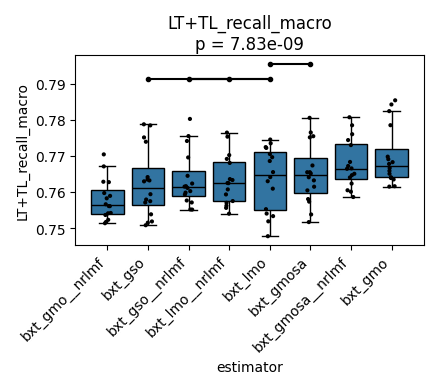 LT+TL_recall_macro
p = 7.83e-09
LT+TL_recall_macro
0.79
0.78
0.77
0.76
0.75
bxt_gmo__nrlmf
bxt_gso
bxt_gso__nrlmf
bxt_lmo__nrlmf
bxt_lmo
bxt_gmosa
bxt_gmosa__nrlmf
bxt_gmo
estimator